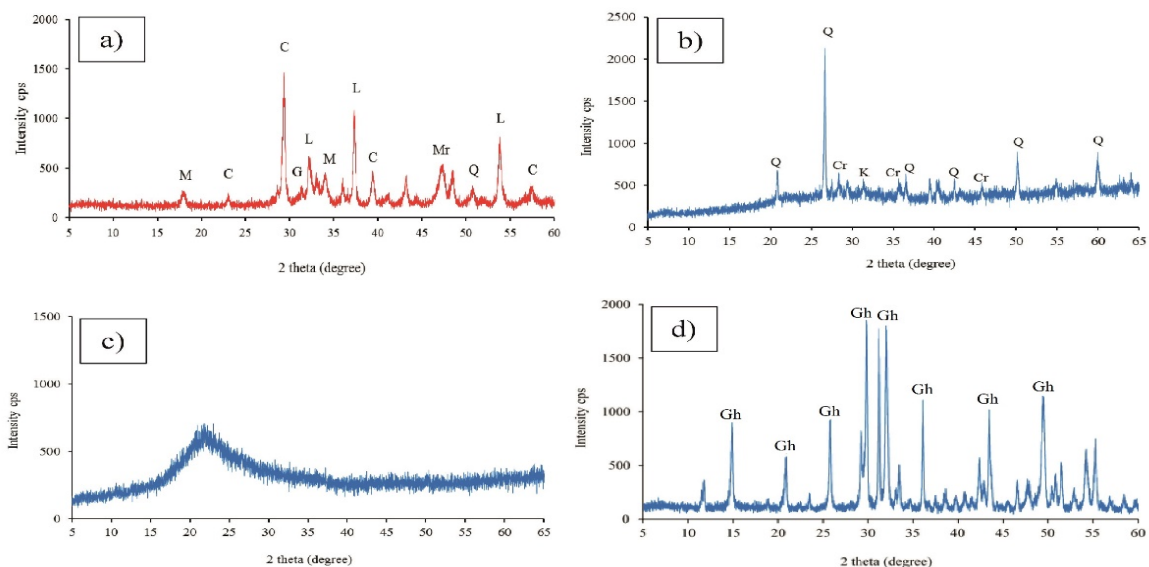 a)
Intensity cps
2000
1500
1000
500
0
M C C G L M L C Mr Q L C
5 10 15 20 25 30 35 40 45 50 55 60
2 theta (degree)
b)
Intensity cps
2500
2000
1500
1000
500
0
Q Q Cr K Cr Q Q Cr Q Q
5 10 15 20 25 30 35 40 45 50 55 60 65
2 theta (degree)
c)
Intensity cps
1500
1000
500
0
5 10 15 20 25 30 35 40 45 50 55 60 65
2 theta (degree)
d)
Intensity cps
2000
1500
1000
500
0
Gh Gh Gh Gh Gh Gh Gh Gh
5 10 15 20 25 30 35 40 45 50 55 60
2 theta (degree)